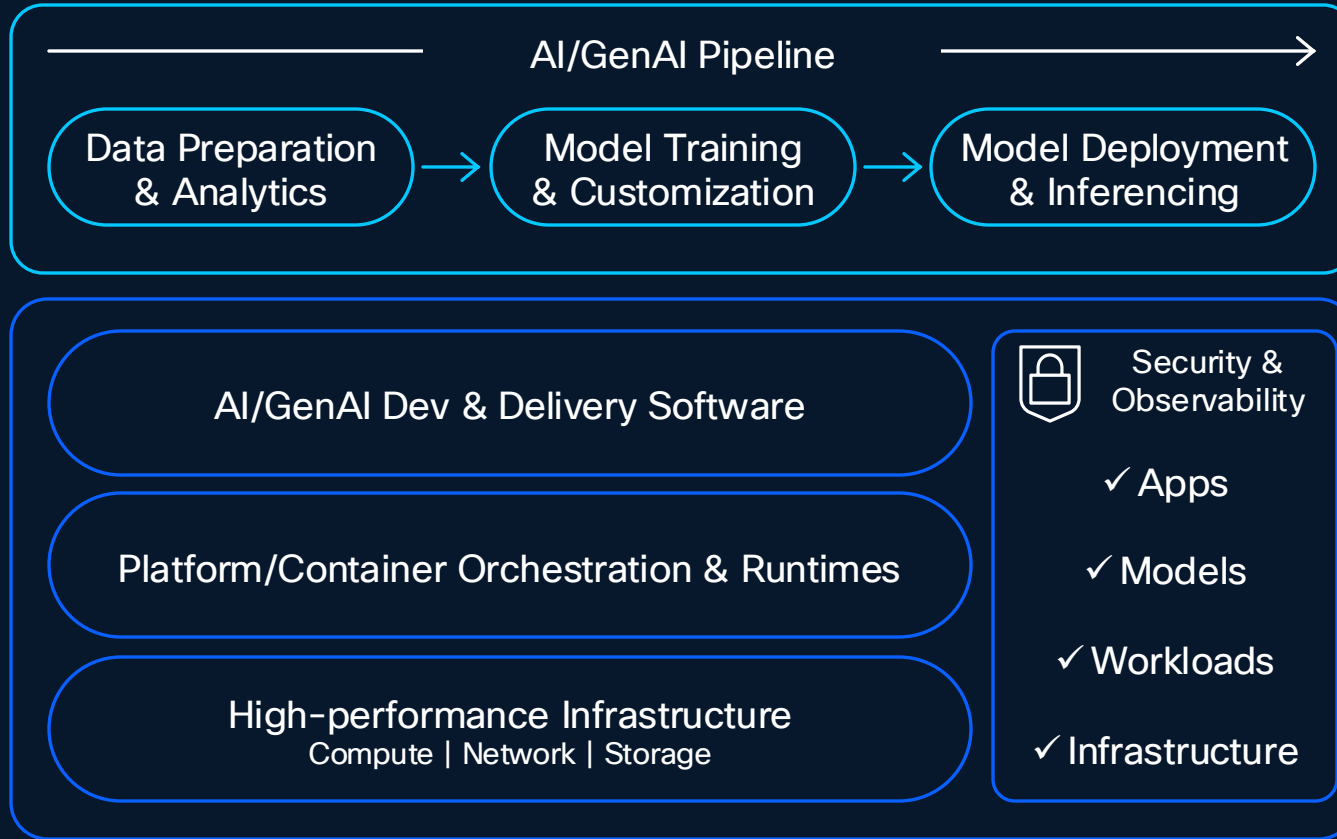 AI/GenAI Pipeline
Data Preparation
& Analytics
Model Training
& Customization
Model Deployment
& Inferencing
AI/GenAI Dev & Delivery Software
Platform/Container Orchestration & Runtimes
High-performance Infrastructure
Compute | Network | Storage
Security &
Observability
✓ Apps
✓ Models
✓ Workloads
✓ Infrastructure